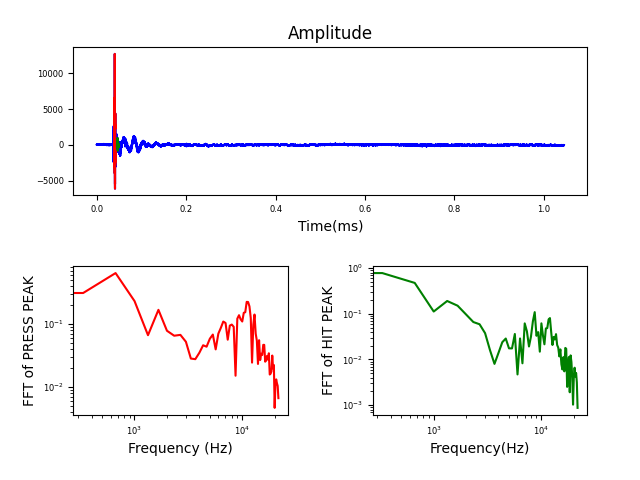 Amplitude
10000
5000
0
−5000
0.0 0.2 0.4 0.6 0.8 1.0
Time(ms)
FFT of PRESS PEAK
10⁻¹
10⁻²
10³ 10⁴
Frequency (Hz)
FFT of HIT PEAK
10⁰
10⁻¹
10⁻²
10⁻³
10³ 10⁴
Frequency(Hz)